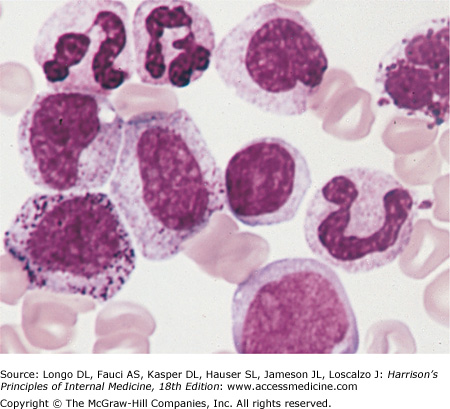 Source: Longo DL, Fauci AS, Kasper DL, Hauser SL, Jameson JL, Loscalzo J: Harrison's
Principles of Internal Medicine, 18th Edition: www.accessmedicine.com
Copyright © The McGraw-Hill Companies, Inc. All rights reserved.